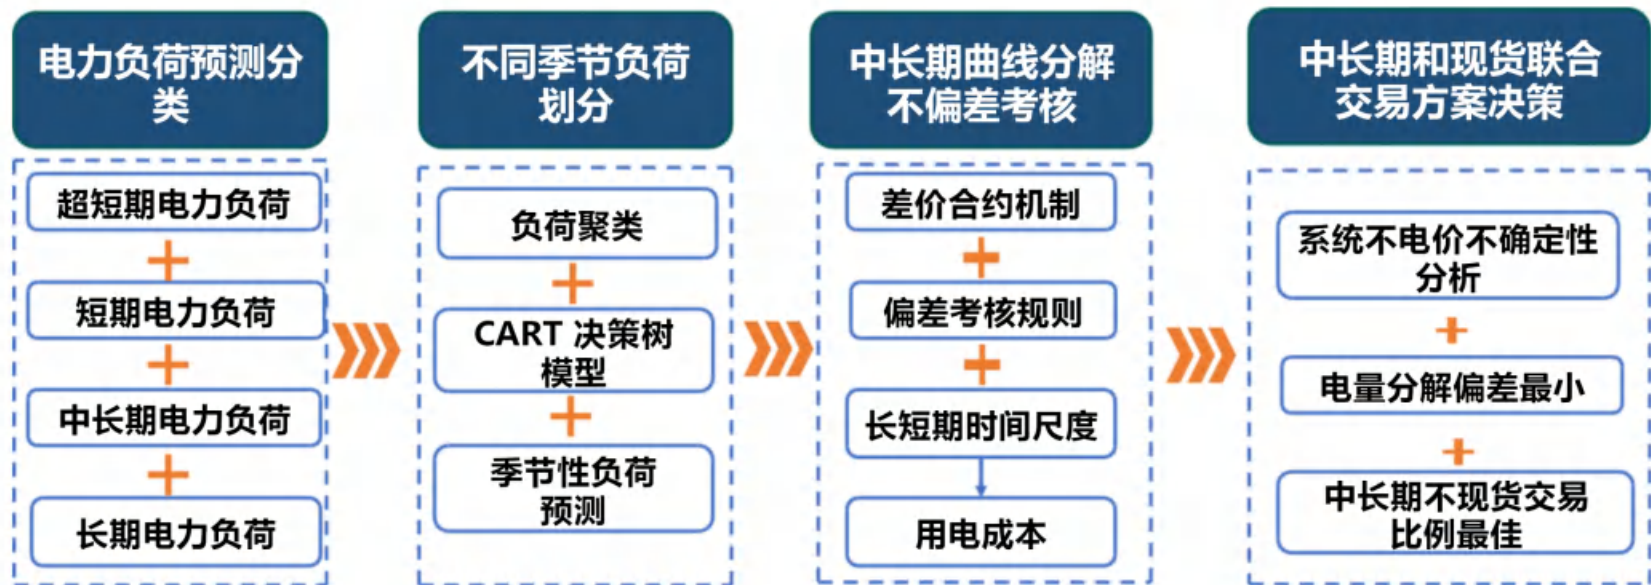 电力负荷预测分
类
超短期电力负荷
短期电力负荷
中长期电力负荷
长期电力负荷
不同季节负荷
划分
负荷聚类
CART 决策树
模型
季节性负荷
预测
中长期曲线分解
不偏差考核
差价合约机制
偏差考核规则
长短期时间尺度
用电成本
中长期和现货联合
交易方案决策
系统不电价不确定性
分析
电量分解偏差最小
中长期不现货交易
比例最佳